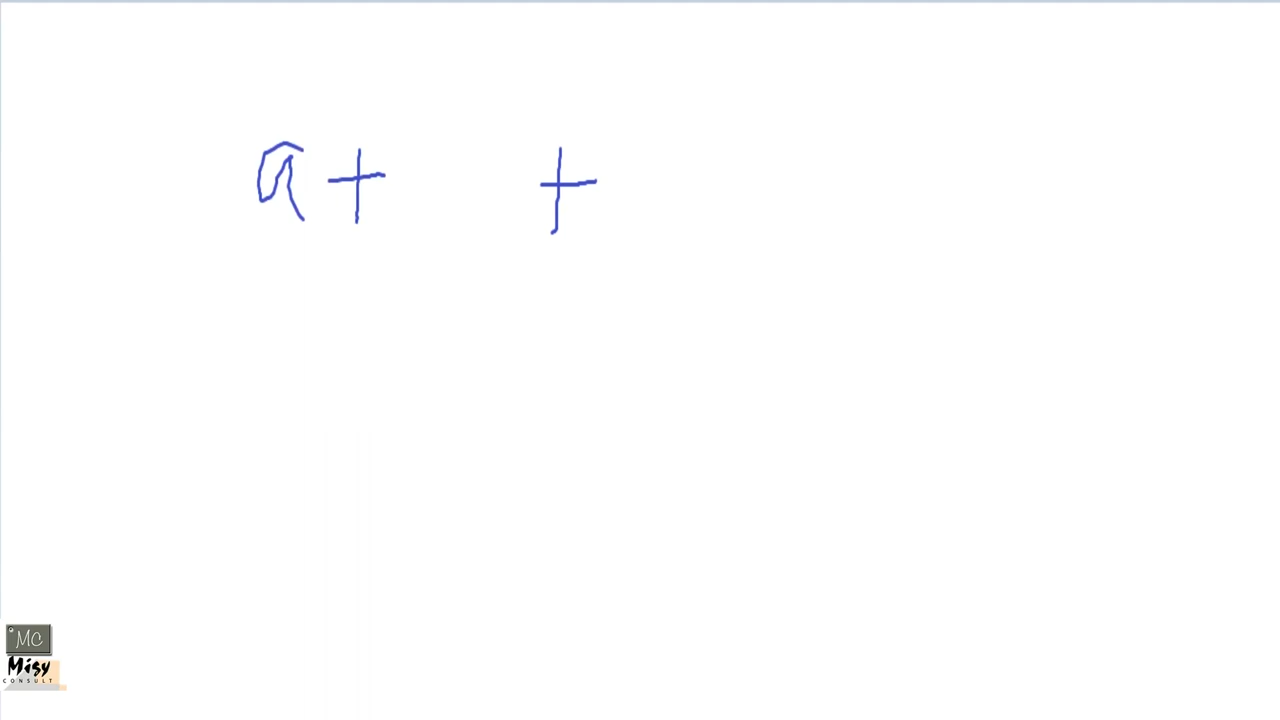 a + +
MC
Misy
CONSULT